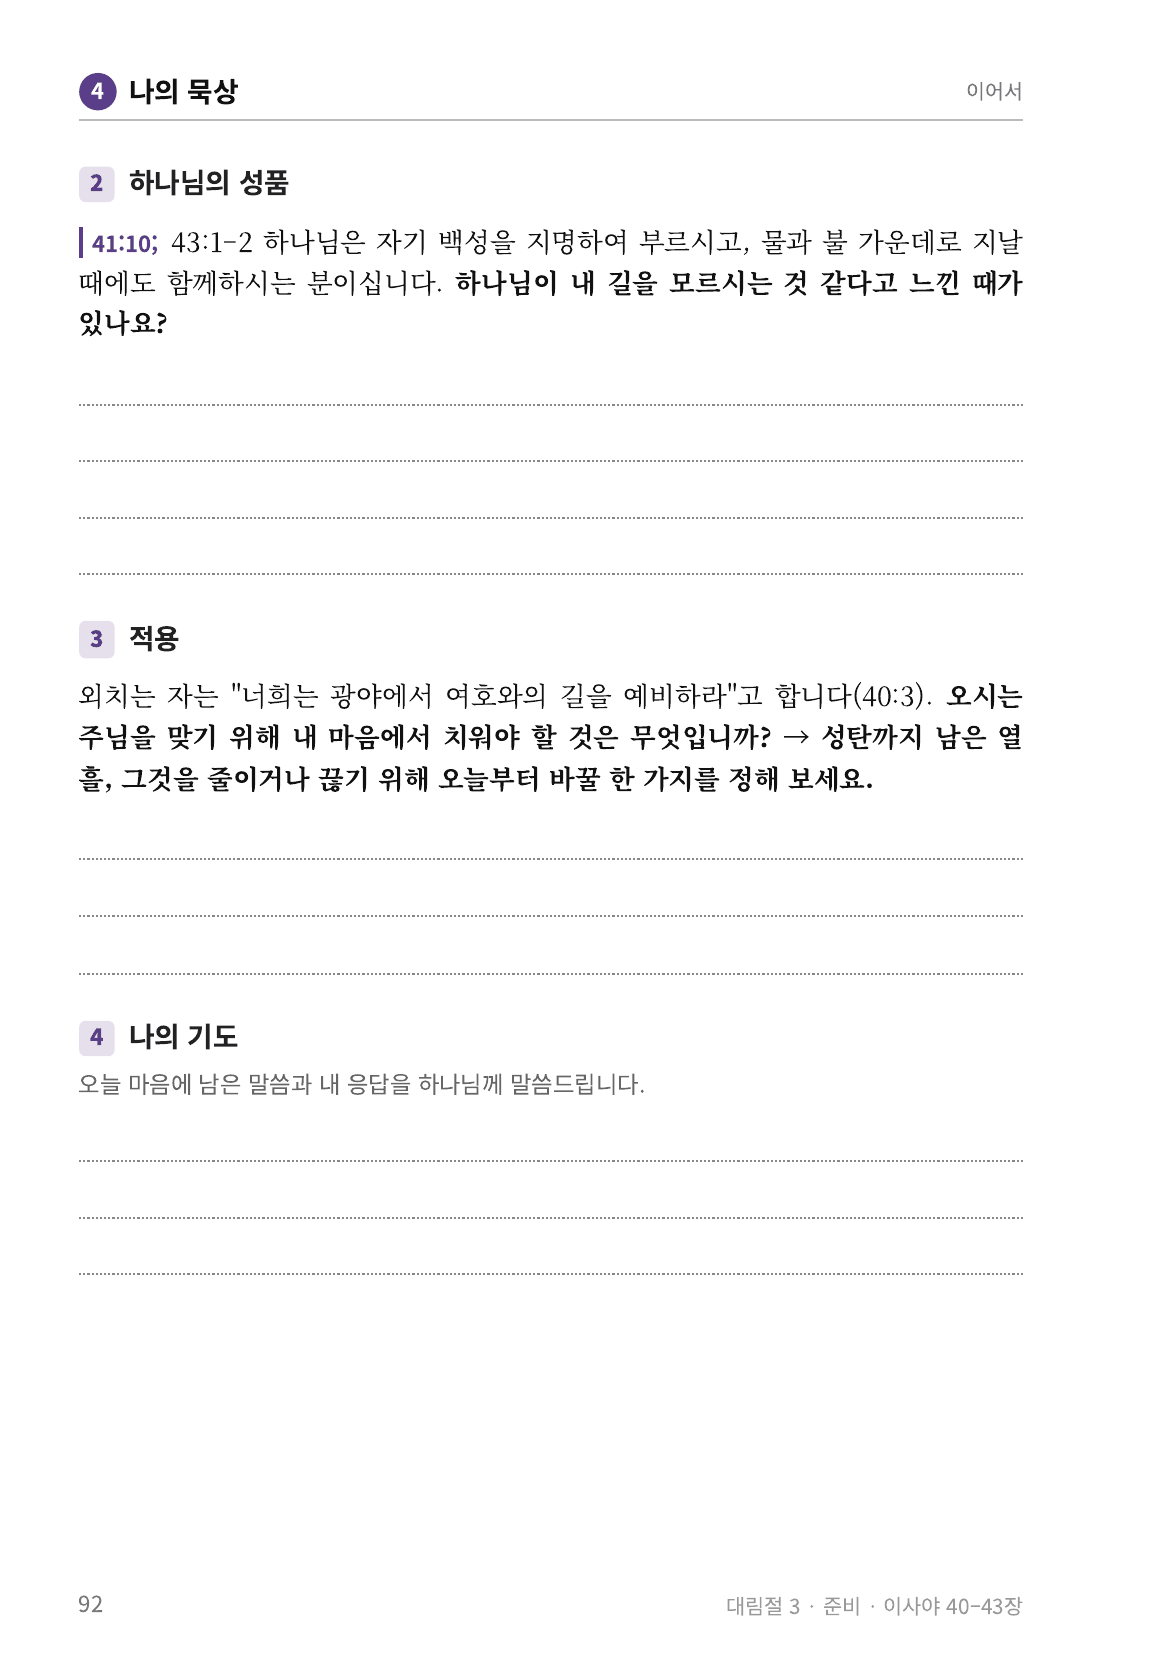 4 나의 묵상 이어서
2 하나님의 성품
41:10; 43:1–2 하나님은 자기 백성을 지명하여 부르시고, 물과 불 가운데로 지날
때에도 함께하시는 분이십니다. 하나님이 내 길을 모르시는 것 같다고 느낀 때가
있나요?
3 적용
외치는 자는 "너희는 광야에서 여호와의 길을 예비하라"고 합니다(40:3). 오시는
주님을 맞기 위해 내 마음에서 치워야 할 것은 무엇입니까? → 성탄까지 남은 열
흘, 그것을 줄이거나 끊기 위해 오늘부터 바꿀 한 가지를 정해 보세요.
4 나의 기도
오늘 마음에 남은 말씀과 내 응답을 하나님께 말씀드립니다.
92 대림절 3 · 준비 · 이사야 40–43장